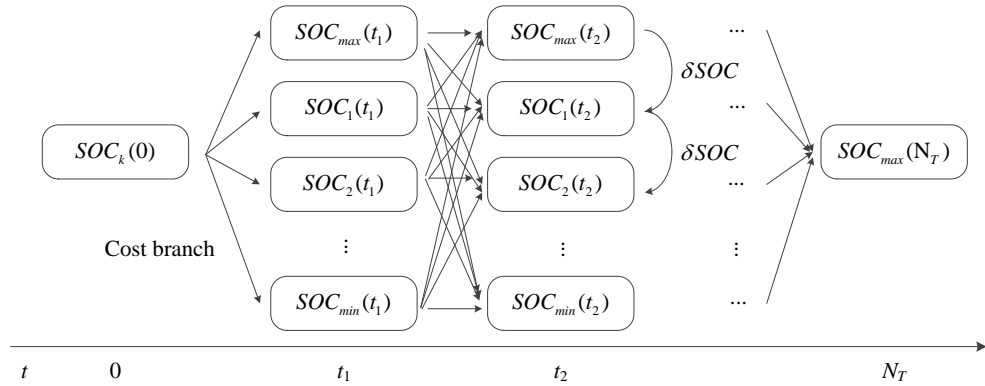 SOC_max(t_1) SOC_max(t_2) ...
δSOC
SOC_1(t_1) SOC_1(t_2) ...
SOC_k(0) δSOC SOC_max(N_T)
SOC_2(t_1) SOC_2(t_2) ...
Cost branch ⋮ ⋮ ⋮
SOC_min(t_1) SOC_min(t_2) ...
t 0 t_1 t_2 N_T